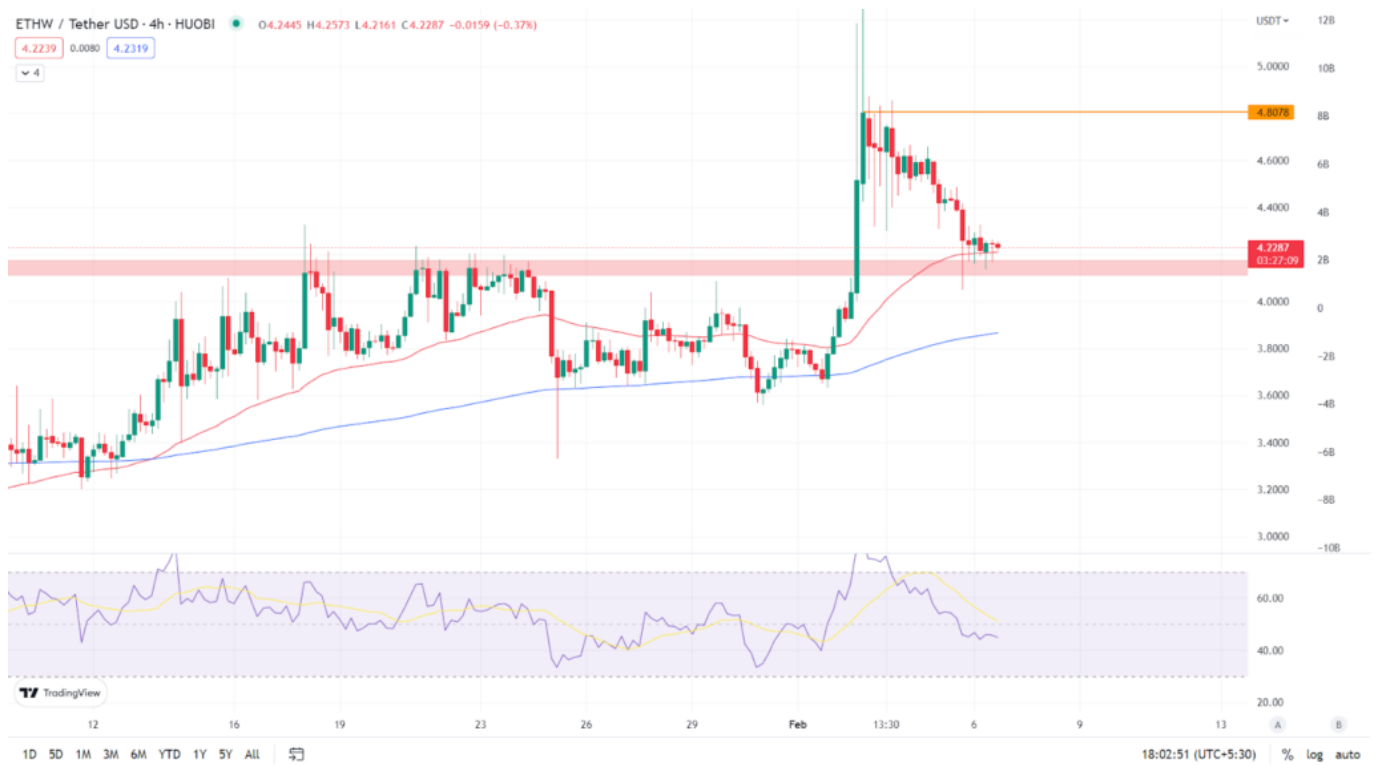 ETHW / Tether USD · 4h · HUOBI O4.2445 H4.2573 L4.2161 C4.2287 -0.0159 (-0.37%)
4.2239 0.0080 4.2319
4
USDT
12B
5.0000
10B
4.8078
8B
4.6000
6B
4.4000
4B
4.2287
03:27:09
2B
4.0000
0
3.8000
-2B
3.6000
-4B
3.4000
-6B
3.2000
-8B
3.0000
-10B
60.00
40.00
20.00
TradingView
12 16 19 23 26 29 Feb 13:30 6 9 13 A B
1D 5D 1M 3M 6M YTD 1Y 5Y All 18:02:51 (UTC+5:30) % log auto